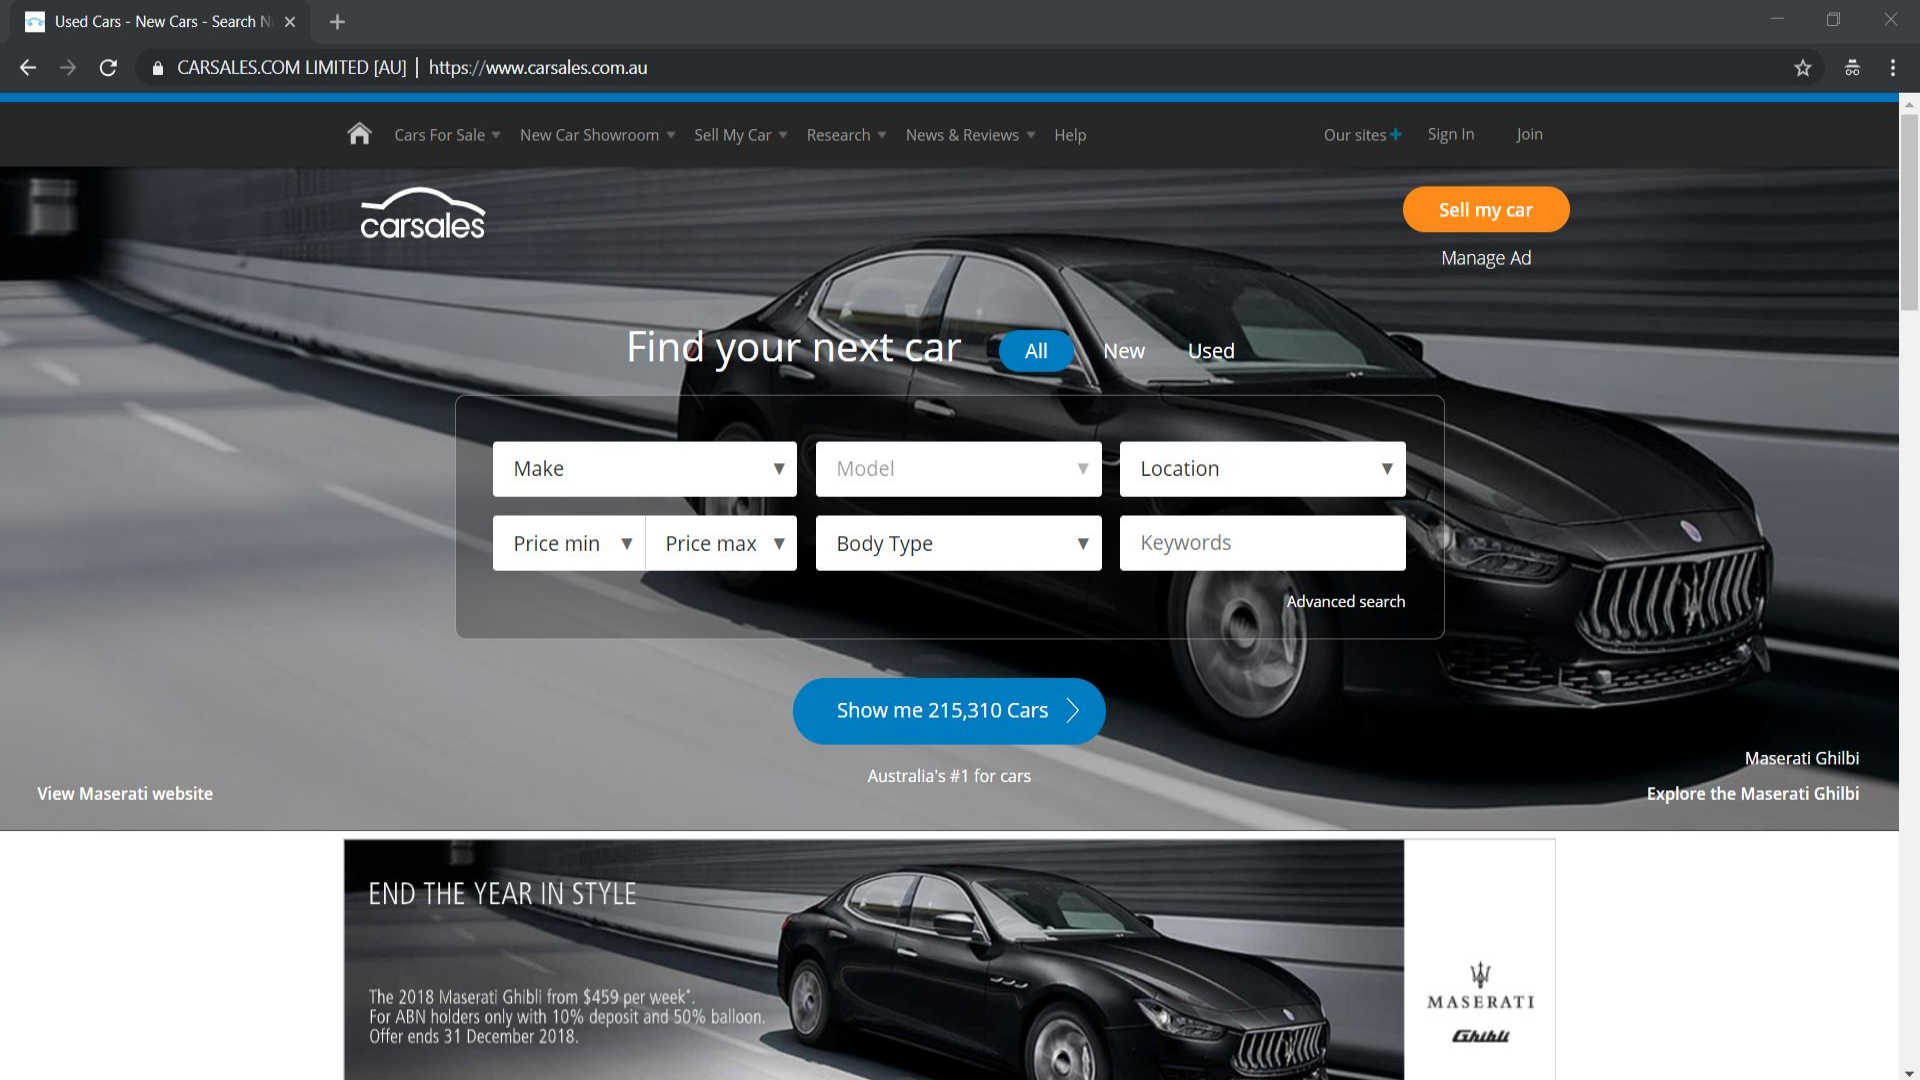 Used Cars - New Cars - Search N
CARSALES.COM LIMITED [AU] | https://www.carsales.com.au
Cars For Sale New Car Showroom Sell My Car Research News & Reviews Help Our sites+ Sign In Join
carsales
Sell my car
Manage Ad
Find your next car All New Used
Make Model Location
Price min Price max Body Type Keywords
Advanced search
Show me 215,310 Cars
Australia's #1 for cars
Maserati Ghilbi
View Maserati website
Explore the Maserati Ghilbi
END THE YEAR IN STYLE
The 2018 Maserati Ghibli from $459 per week*.
For ABN holders only with 10% deposit and 50% balloon.
Offer ends 31 December 2018.
MASERATI
Ghibli